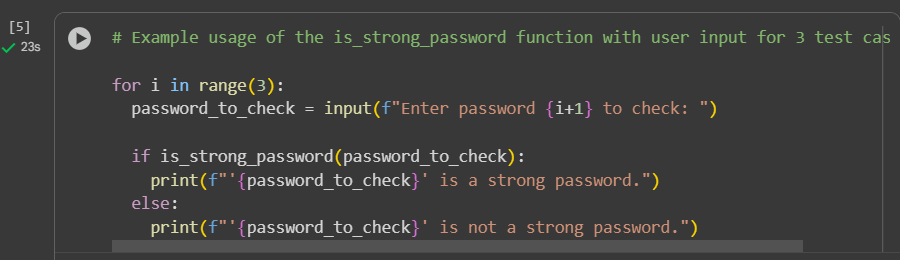 [5]
23s
# Example usage of the is_strong_password function with user input for 3 test cas
for i in range(3):
  password_to_check = input(f"Enter password {i+1} to check: ")
  if is_strong_password(password_to_check):
    print(f"'{password_to_check}' is a strong password.")
  else:
    print(f"'{password_to_check}' is not a strong password.")